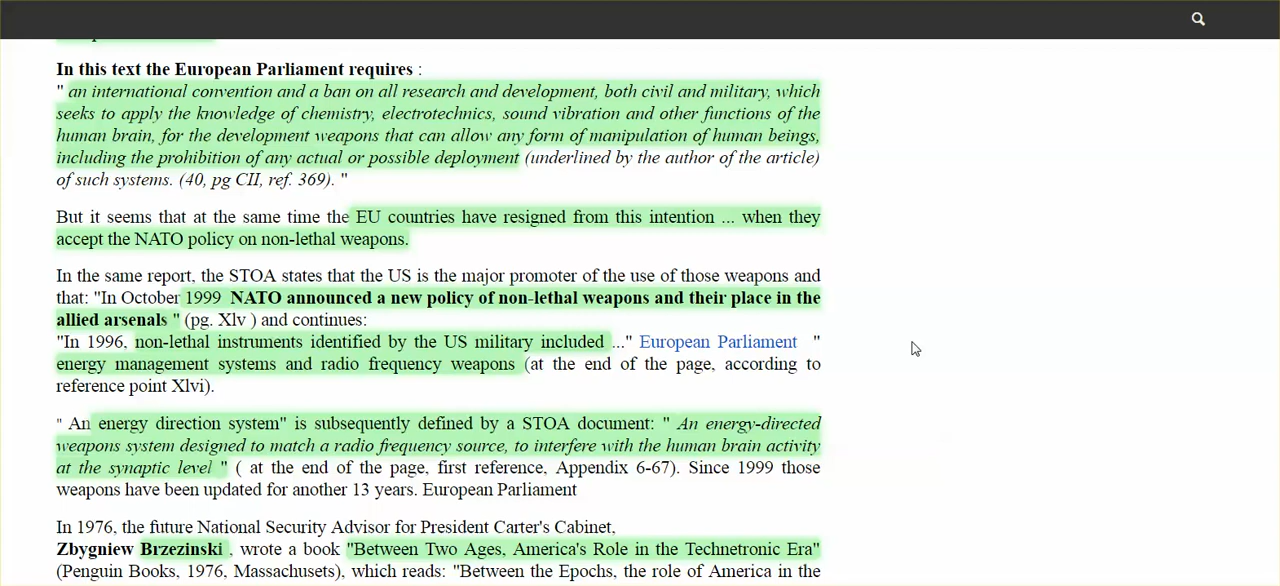 In this text the European Parliament requires :
" an international convention and a ban on all research and development, both civil and military, which
seeks to apply the knowledge of chemistry, electrotechnics, sound vibration and other functions of the
human brain, for the development weapons that can allow any form of manipulation of human beings,
including the prohibition of any actual or possible deployment (underlined by the author of the article)
of such systems. (40, pg CII, ref. 369). "
But it seems that at the same time the EU countries have resigned from this intention ... when they
accept the NATO policy on non-lethal weapons.
In the same report, the STOA states that the US is the major promoter of the use of those weapons and
that: "In October 1999 NATO announced a new policy of non-lethal weapons and their place in the
allied arsenals " (pg. Xlv ) and continues:
"In 1996, non-lethal instruments identified by the US military included ..." European Parliament "
energy management systems and radio frequency weapons (at the end of the page, according to
reference point Xlvi).
" An energy direction system" is subsequently defined by a STOA document: " An energy-directed
weapons system designed to match a radio frequency source, to interfere with the human brain activity
at the synaptic level " ( at the end of the page, first reference, Appendix 6-67). Since 1999 those
weapons have been updated for another 13 years. European Parliament
In 1976, the future National Security Advisor for President Carter's Cabinet,
Zbygniew Brzezinski , wrote a book "Between Two Ages, America's Role in the Technetronic Era"
(Penguin Books, 1976, Massachusets), which reads: "Between the Epochs, the role of America in the